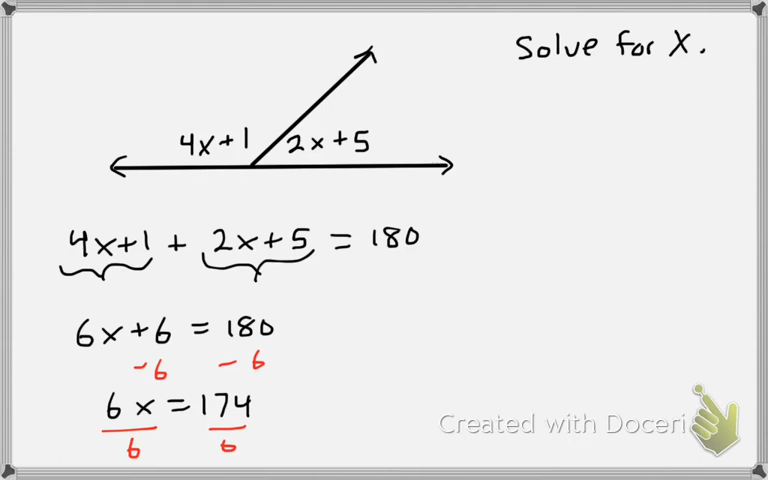 Solve for X.
4x+1 2x+5
4x+1 + 2x+5 = 180
6x+6 = 180
-6 -6
6x = 174
6 6
Created with Doceri